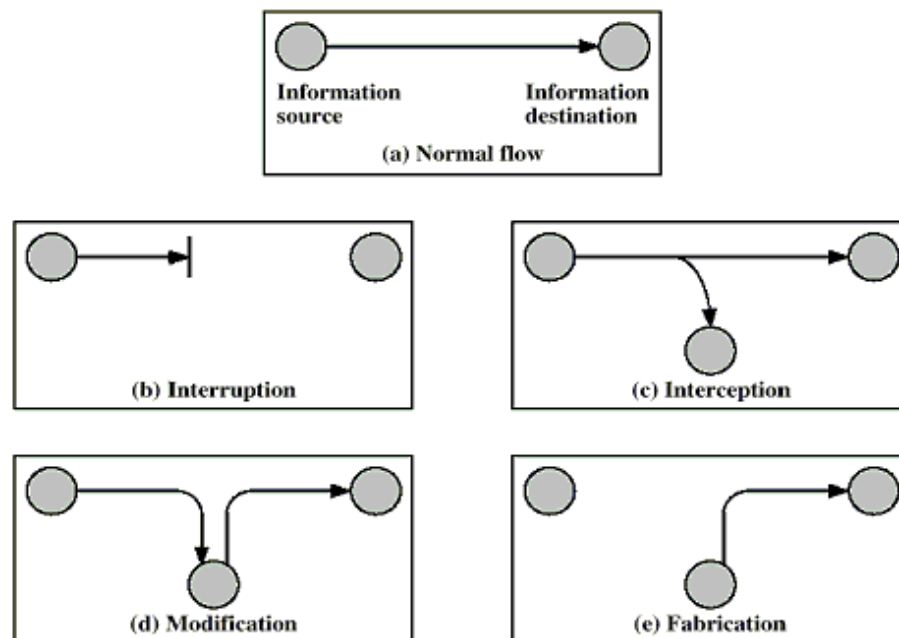 Information
source
Information
destination
(a) Normal flow
(b) Interruption
(c) Interception
(d) Modification
(e) Fabrication